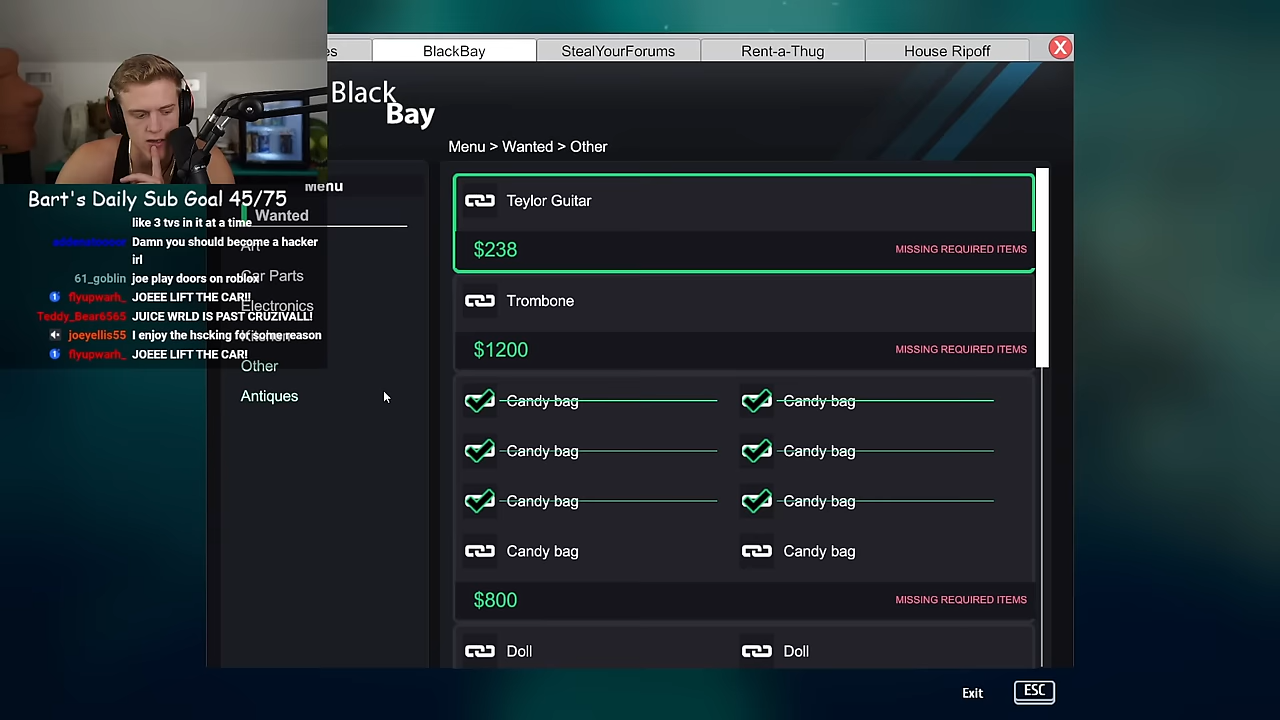 es
BlackBay
StealYourForums
Rent-a-Thug
House Ripoff
X
Black
Bay
Menu > Wanted > Other
Menu
Wanted
Art
Car Parts
Electronics
Kitchen
Other
Antiques
Bart's Daily Sub Goal 45/75
like 3 tvs in it at a time
Damn you should become a hacker
irl
61_goblin joe play doors on roblox
flyupwarh_ JOEEE LIFT THE CAR!!
Teddy_Bear6565 JUICE WRLD IS PAST CRUZIVALL!
joeyellis55 I enjoy the hscking for some reason
flyupwarh_ JOEEE LIFT THE CAR!
Teylor Guitar
$238 MISSING REQUIRED ITEMS
Trombone
$1200 MISSING REQUIRED ITEMS
Candy bag Candy bag
Candy bag Candy bag
Candy bag Candy bag
Candy bag Candy bag
$800 MISSING REQUIRED ITEMS
Doll Doll
Exit ESC